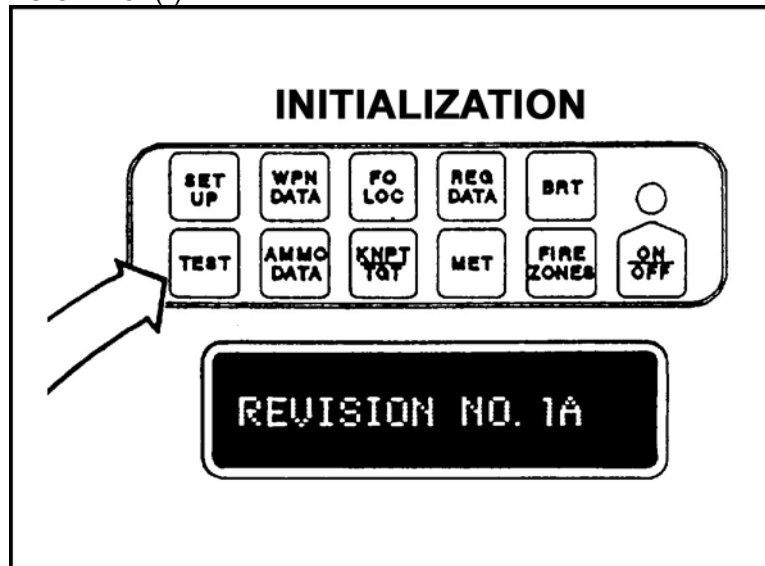 INITIALIZATION
SET UP
WPN DATA
FO LOC
REG DATA
BRT
TEST
AMMO DATA
KNPT TGT
MET
FIRE ZONES
ON OFF
REVISION NO. 1A